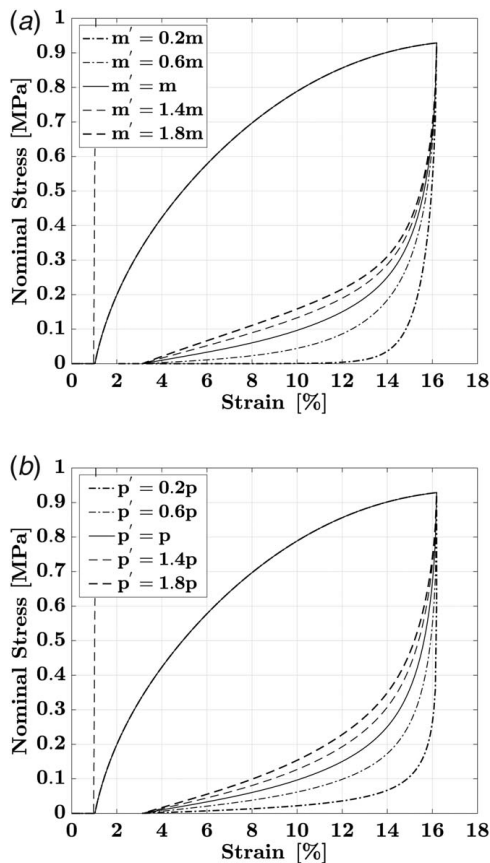 (a)
1
0.9
0.8
0.7
0.6
0.5
0.4
0.3
0.2
0.1
0
Nominal Stress [MPa]
m′ = 0.2m
m′ = 0.6m
m′ = m
m′ = 1.4m
m′ = 1.8m
0 2 4 6 8 10 12 14 16 18
Strain [%]
(b)
1
0.9
0.8
0.7
0.6
0.5
0.4
0.3
0.2
0.1
0
Nominal Stress [MPa]
p′ = 0.2p
p′ = 0.6p
p′ = p
p′ = 1.4p
p′ = 1.8p
0 2 4 6 8 10 12 14 16 18
Strain [%]